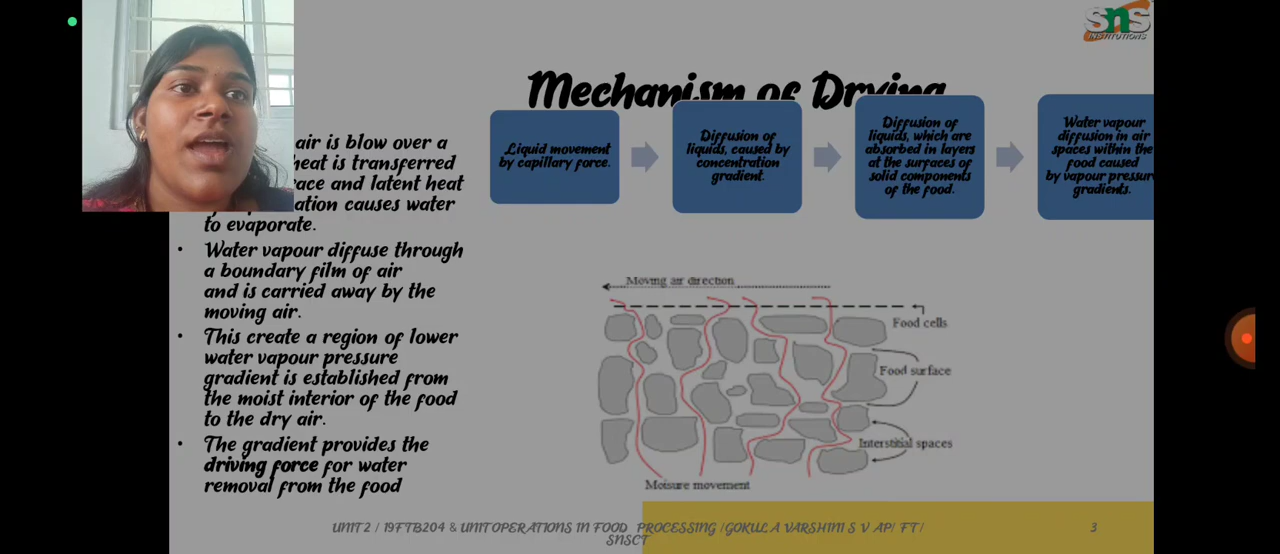 SNS
INSTITUTIONS
Mechanism of Drying
air is blow over a
heat is transferred
and latent heat
causes water
to evaporate.
• Water vapour diffuse through
a boundary film of air
and is carried away by the
moving air.
• This create a region of lower
water vapour pressure
gradient is established from
the moist interior of the food
to the dry air.
• The gradient provides the
driving force for water
removal from the food
Liquid movement
by capillary force.
Diffusion of
liquids, caused by
concentration
gradient.
Diffusion of
liquids, which are
absorbed in layers
at the surfaces of
solid components
of the food.
Water vapour
diffusion in air
spaces within the
food caused
by vapour pressure
gradients.
Moving air direction
Food cells
Food surface
Interstitial spaces
Moisure movement
UNIT 2 / 19FTB204 & UNIT OPERATIONS IN FOOD PROCESSING /GOKULA VARSHINI S V AP/ FT/
SNSCT
3